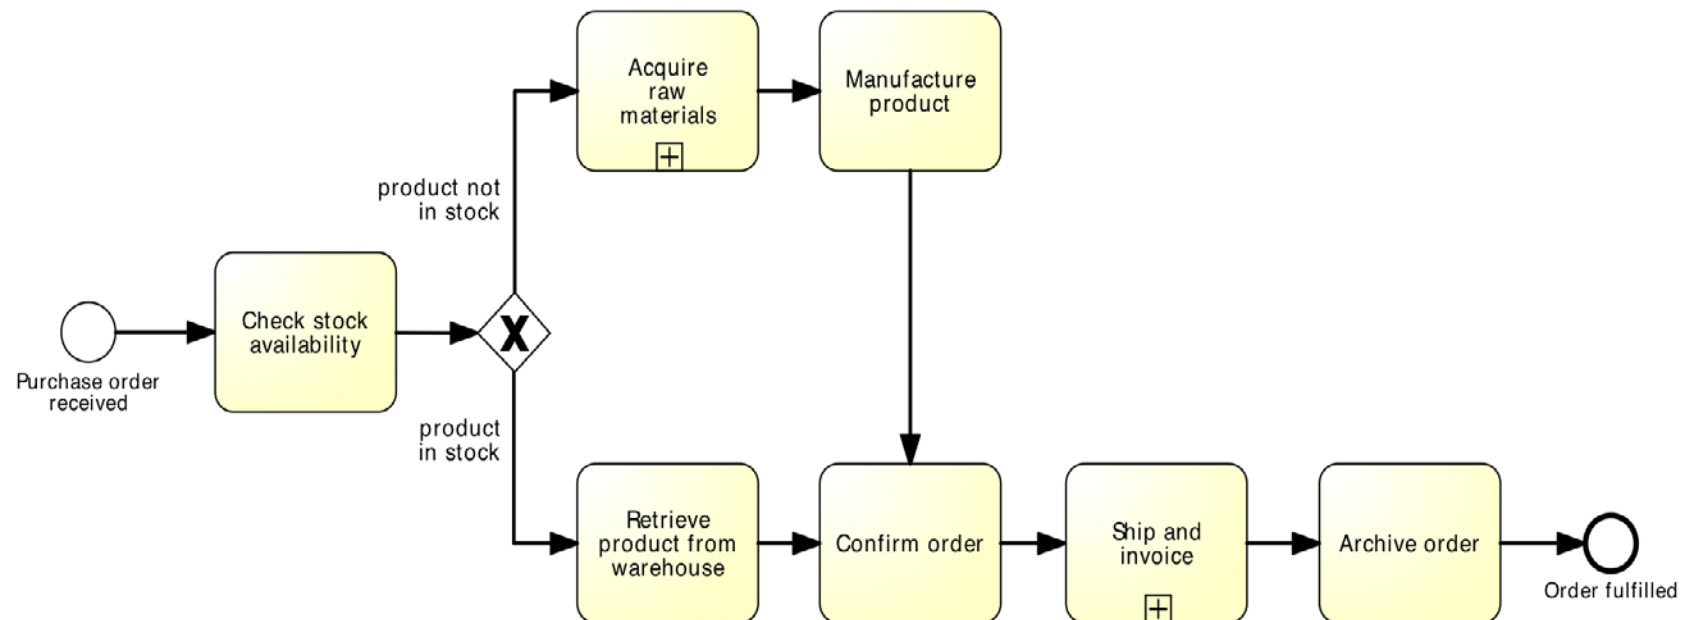 Acquire
raw
materials
Manufacture
product
product not
in stock
Check stock
availability
X
Purchase order
received
product
in stock
Retrieve
product from
warehouse
Confirm order
Ship and
invoice
Archive order
Order fulfilled